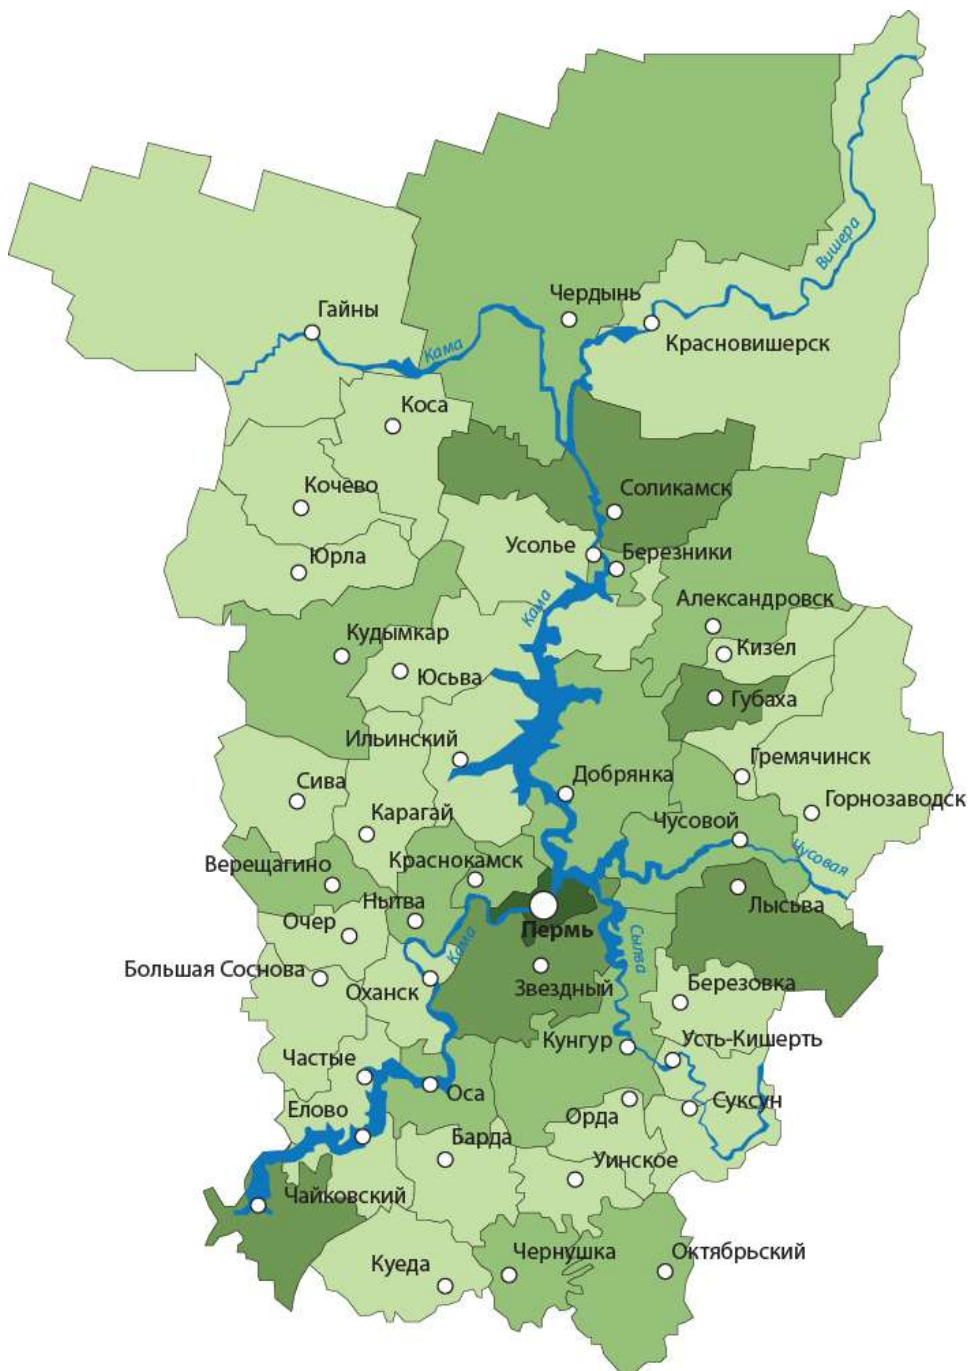 Вишера
Чердынь
Гайны
Красновишерск
Кама
Коса
Кочево
Соликамск
Усолье
Березники
Юрла
Кама
Александровск
Кудымкар
Кизел
Юсьва
Губаха
Ильинский
Гремячинск
Добрянка
Сива
Горнозаводск
Карагай
Чусовой
Чусовая
Верещагино
Краснокамск
Нытва
Лысьва
Очер
Пермь
Кама
Сылва
Большая Соснова
Оханск
Звездный
Березовка
Кунгур
Усть-Кишерть
Частые
Оса
Елово
Орда
Суксун
Барда
Уинское
Чайковский
Куеда
Чернушка
Октябрьский